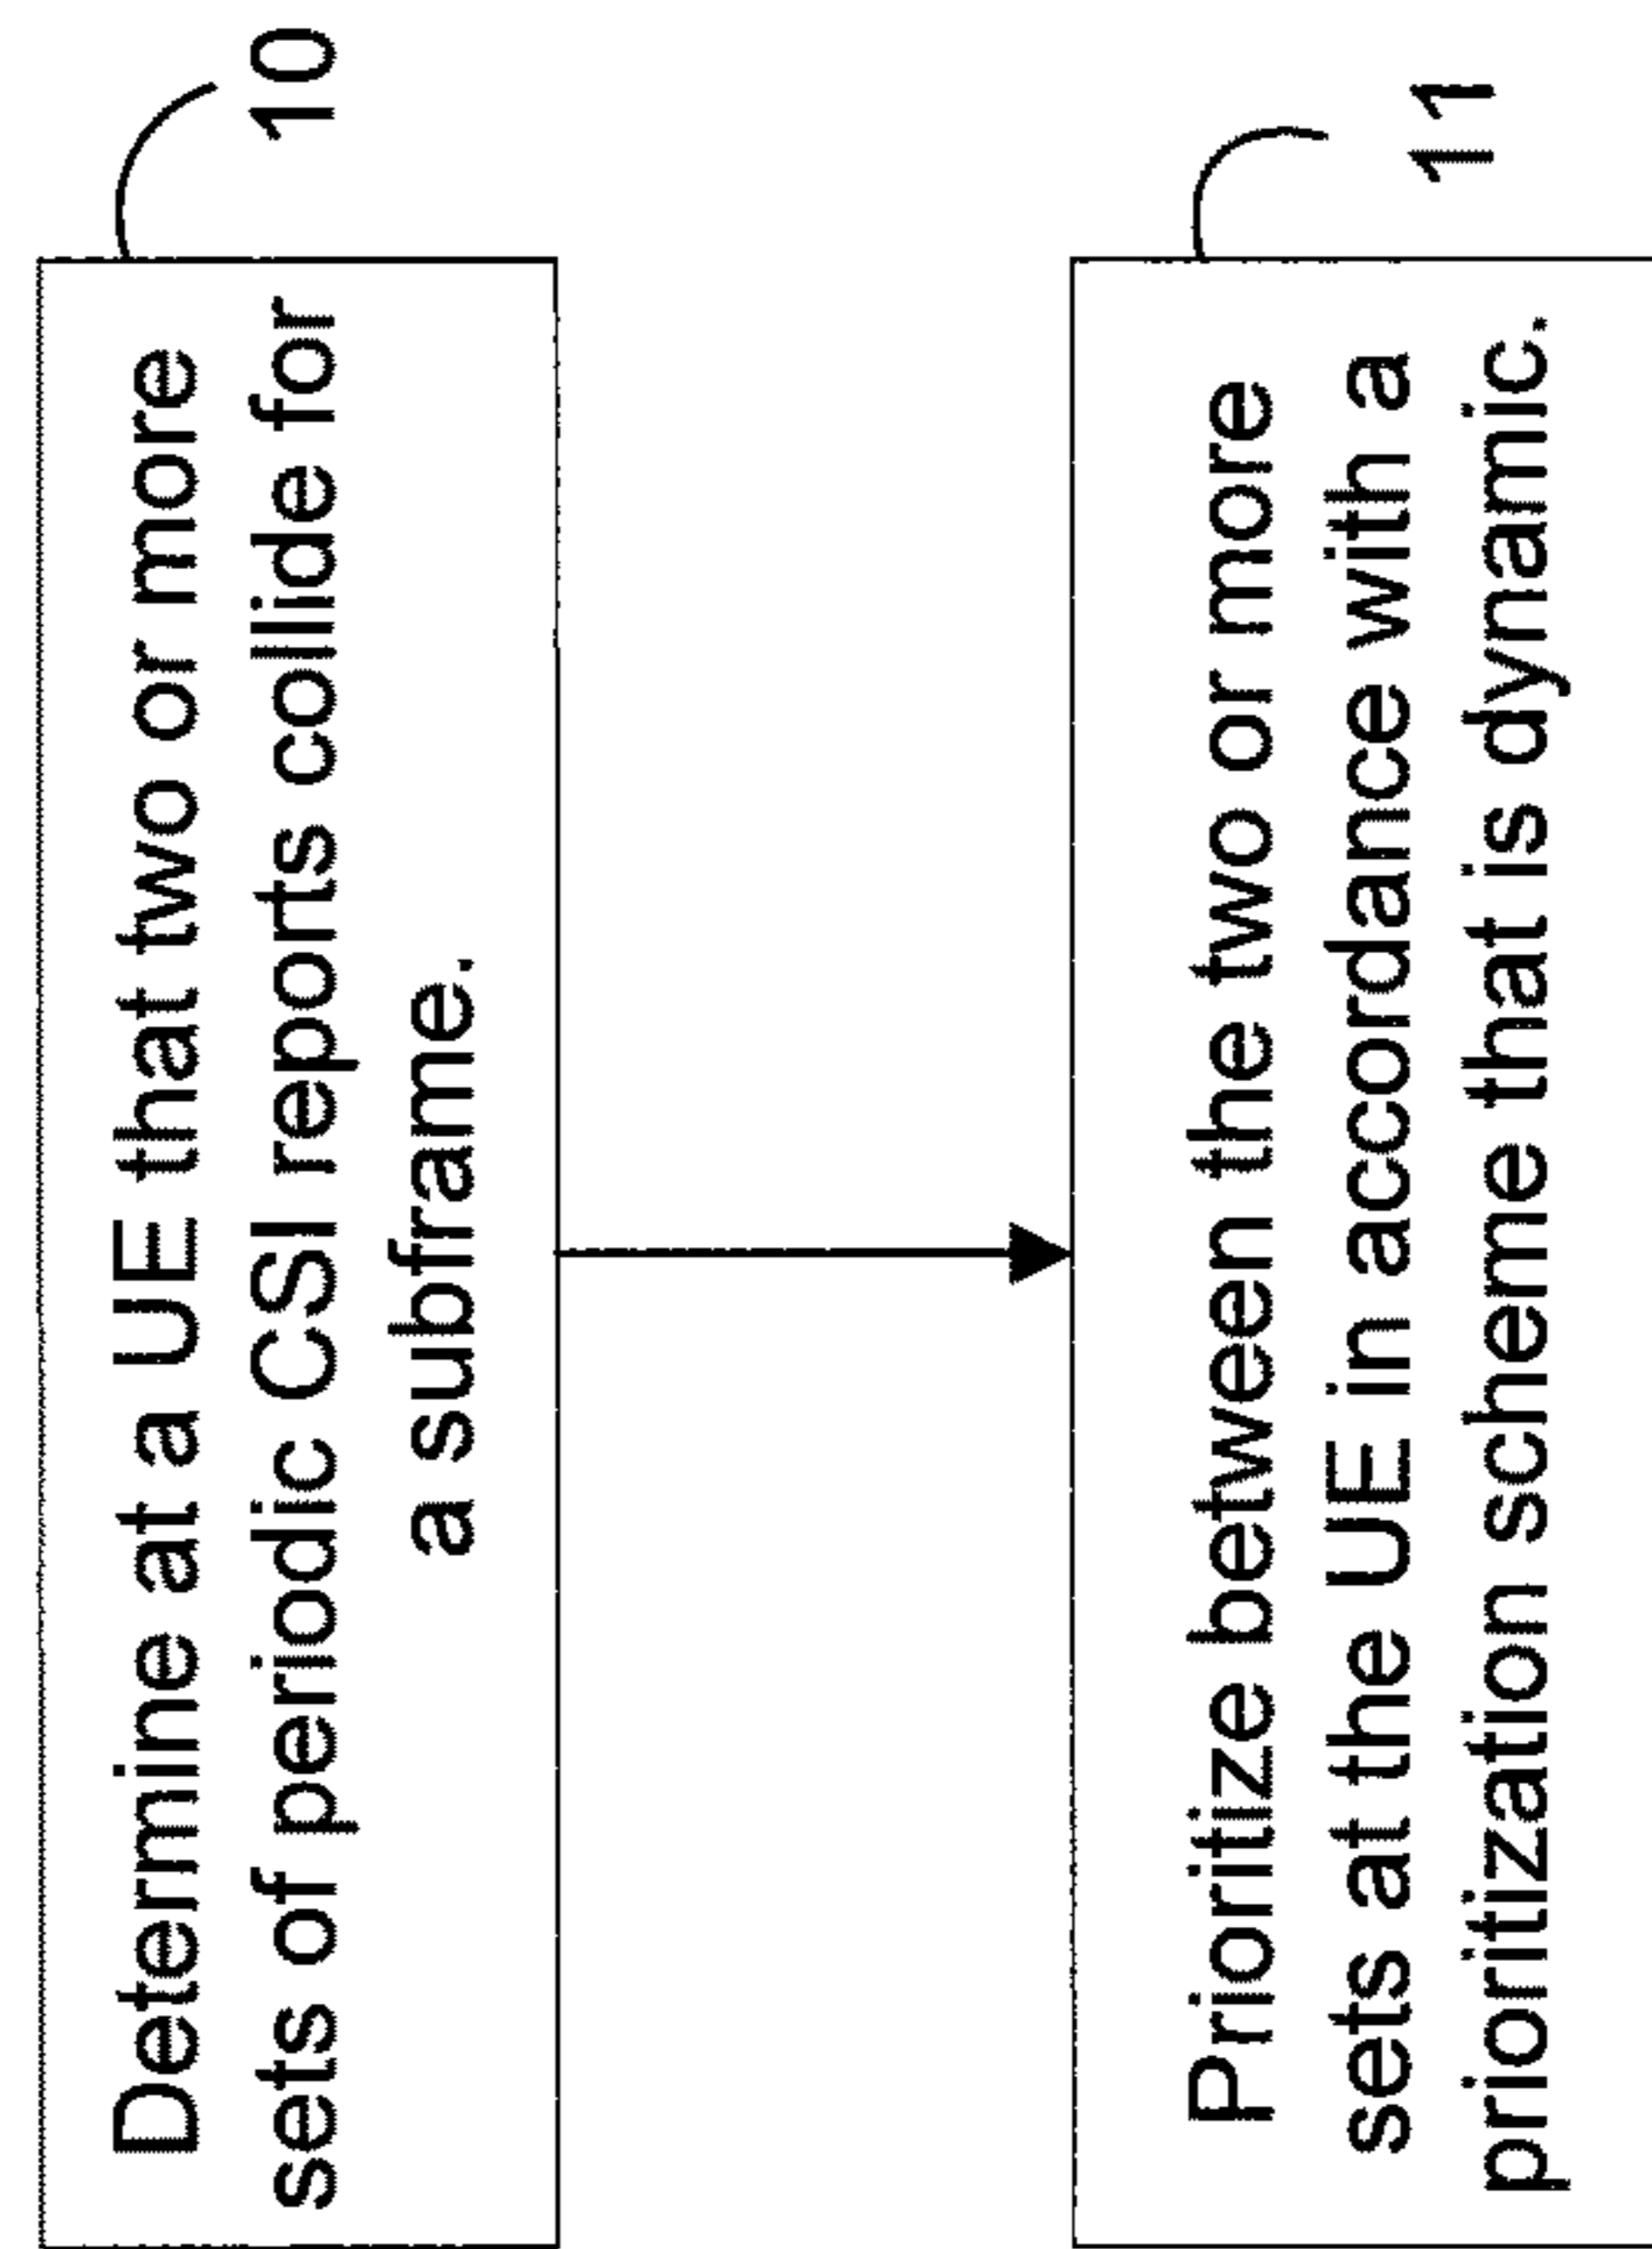 Determine at a UE that two or more
sets of periodic CSI reports collide for
a subframe.
10
Prioritize between the two or more
sets at the UE in accordance with a
prioritization scheme that is dynamic.
11